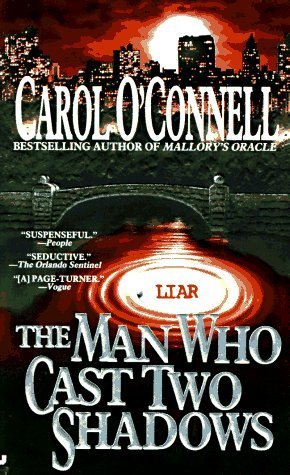 CAROL O'CONNELL
BESTSELLING AUTHOR OF MALLORY'S ORACLE
"SUSPENSEFUL."
—People
"SEDUCTIVE."
—The Orlando Sentinel
"[A] PAGE-TURNER."
—Vogue
LIAR
THE MAN WHO
CAST TWO
SHADOWS
J